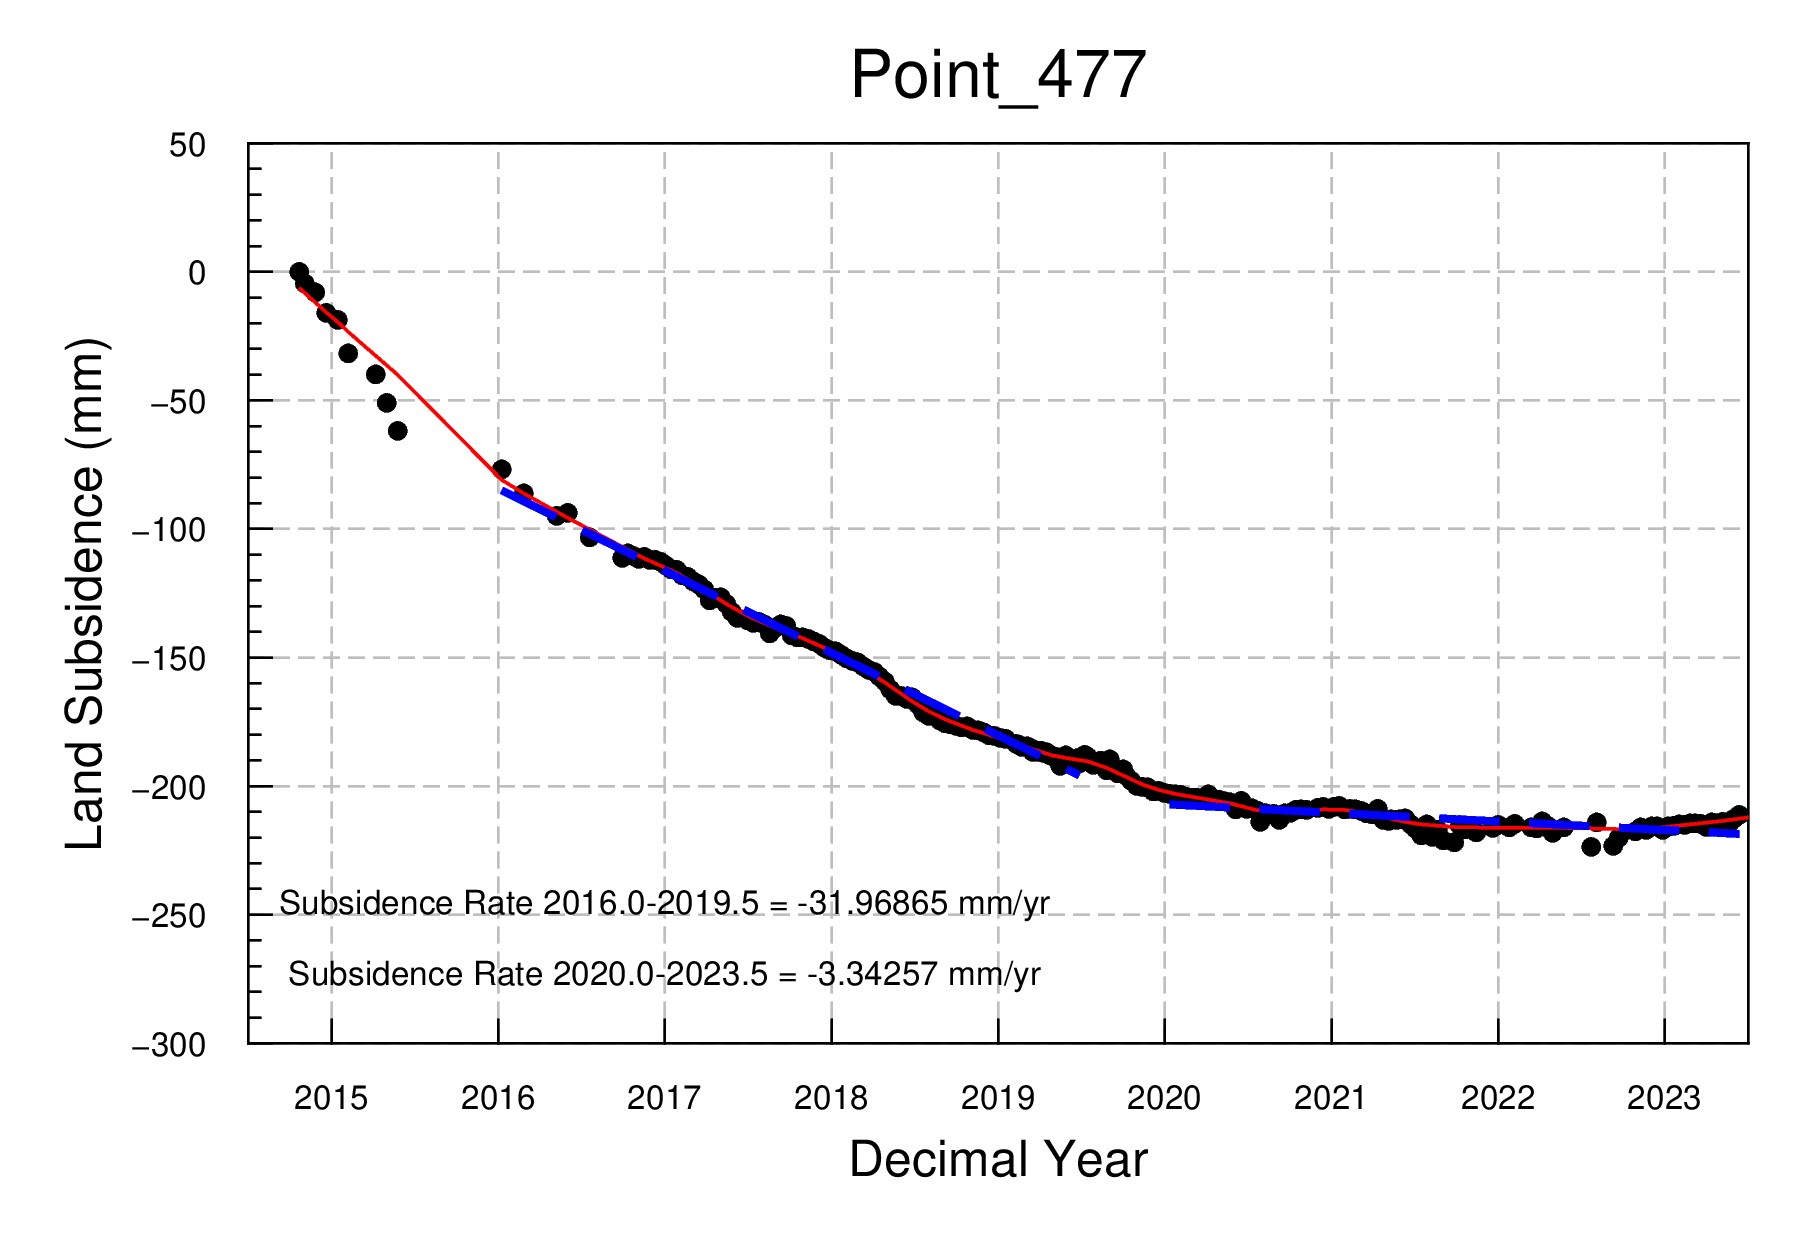 Point_477
50
0
−50
−100
−150
−200
−250
−300
Land Subsidence (mm)
Subsidence Rate 2016.0-2019.5 = -31.96865 mm/yr
Subsidence Rate 2020.0-2023.5 = -3.34257 mm/yr
2015 2016 2017 2018 2019 2020 2021 2022 2023
Decimal Year